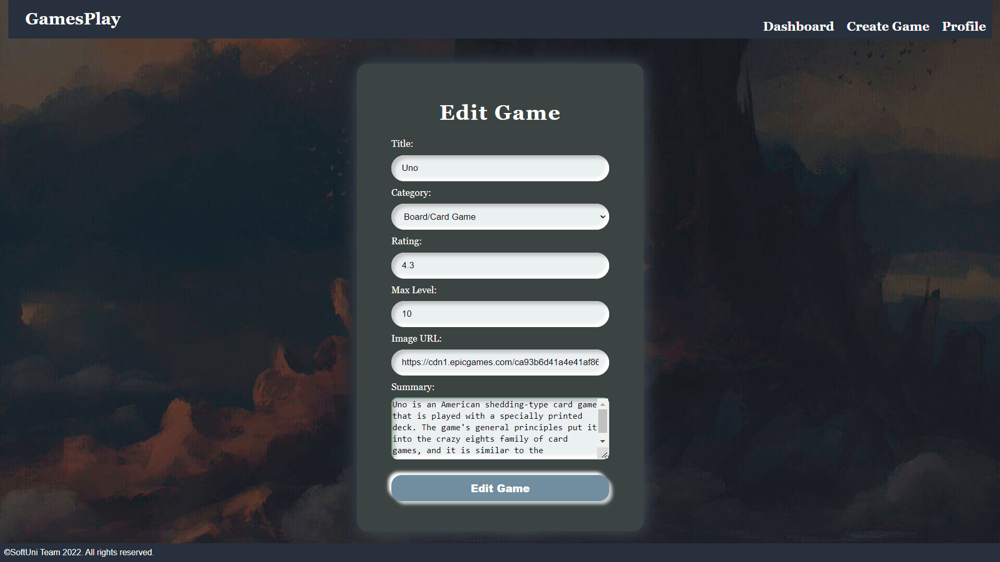 GamesPlay
Dashboard Create Game Profile
Edit Game
Title:
Uno
Category:
Board/Card Game
Rating:
4.3
Max Level:
10
Image URL:
https://cdn1.epicgames.com/ca93b6d41a4e41af86
Summary:
Uno is an American shedding-type card game
that is played with a specially printed
deck. The game's general principles put it
into the crazy eights family of card
games, and it is similar to the
Edit Game
©SoftUni Team 2022. All rights reserved.